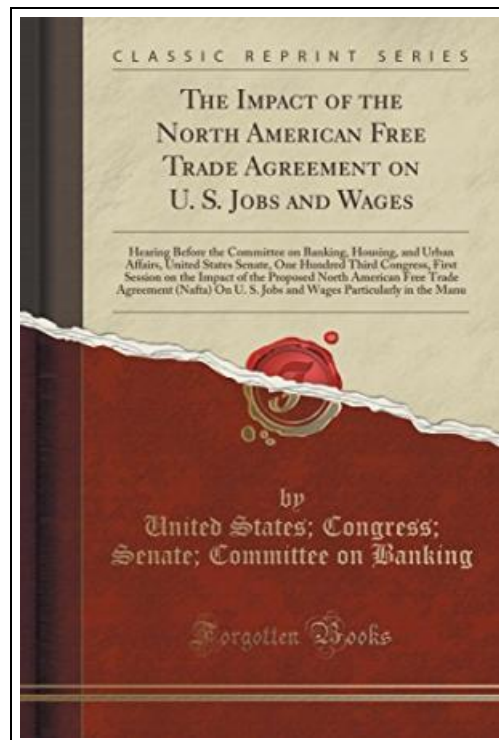 CLASSIC REPRINT SERIES
THE IMPACT OF THE
NORTH AMERICAN FREE
TRADE AGREEMENT ON
U. S. JOBS AND WAGES
Hearing Before the Committee on Banking, Housing, and Urban
Affairs, United States Senate, One Hundred Third Congress, First
Session on the Impact of the Proposed North American Free Trade
Agreement (Nafta) On U. S. Jobs and Wages Particularly in the Manu
F
by
United States; Congress;
Senate; Committee on Banking
Forgotten Books